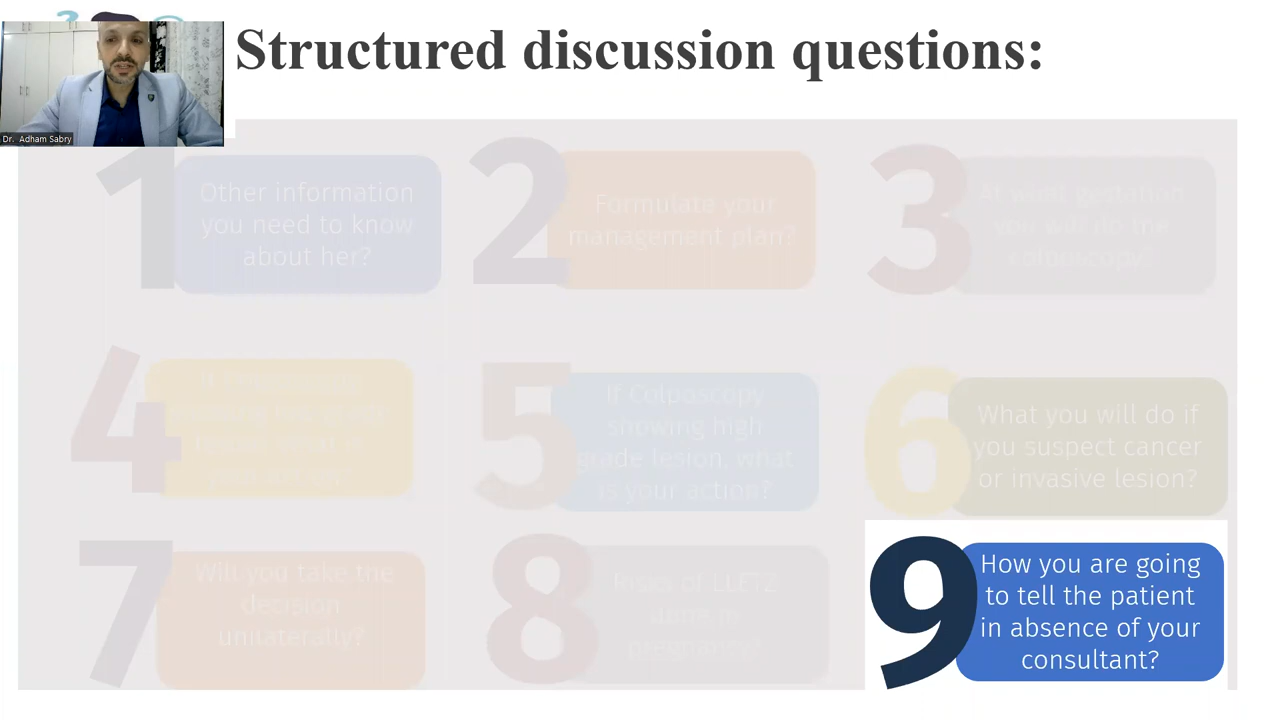 Structured discussion questions:
Dr. Adham Sabry
1
Other information
you need to know
about her?
2
Formulate your
management plan?
3
At what gestation
you will do the
colposcopy?
4
5
If Colposcopy
showing high
grade lesion, what
is your action?
6
What you will do if
you suspect cancer
or invasive lesion?
7
Will you take the
decision
unilaterally?
8
Risks of LLETZ
done in
pregnancy?
9
How you are going
to tell the patient
in absence of your
consultant?